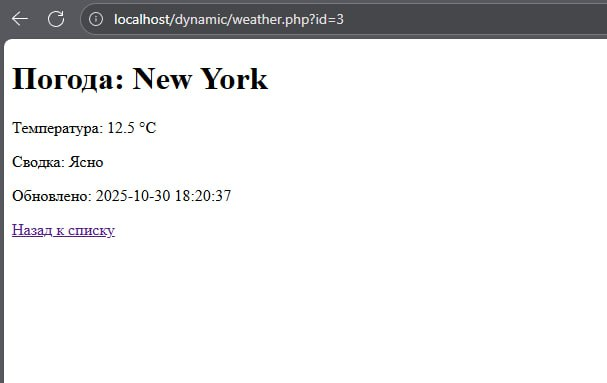 localhost/dynamic/weather.php?id=3
Погода: New York
Температура: 12.5 °C
Сводка: Ясно
Обновлено: 2025-10-30 18:20:37
Назад к списку